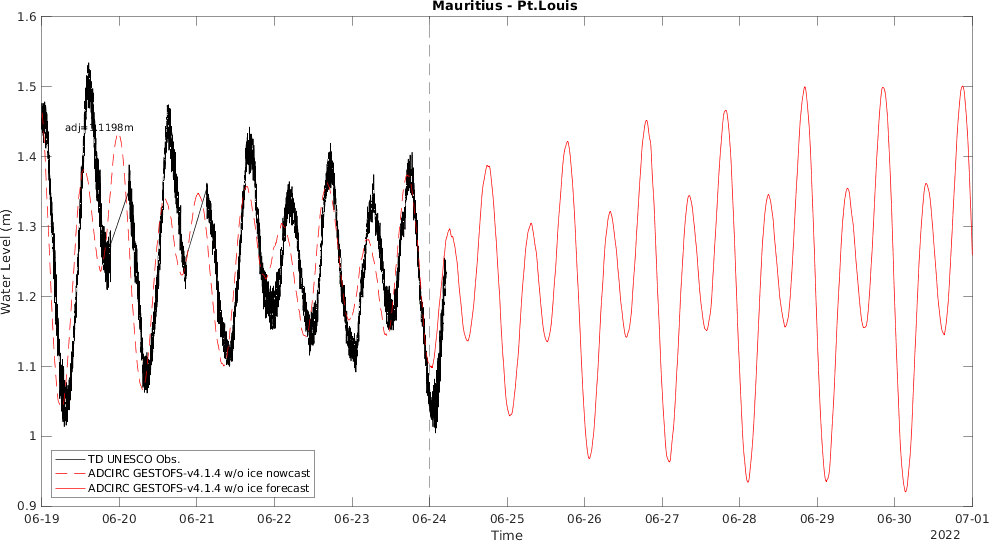 Mauritius - Pt.Louis
1.6
1.5
1.4
1.3
1.2
1.1
1
0.9
Water Level (m)
TD UNESCO Obs.
ADCIRC GESTOFS-v4.1.4 w/o ice nowcast
ADCIRC GESTOFS-v4.1.4 w/o ice forecast
06-19 06-20 06-21 06-22 06-23 06-24 06-25 06-26 06-27 06-28 06-29 06-30 07-01
Time
2022